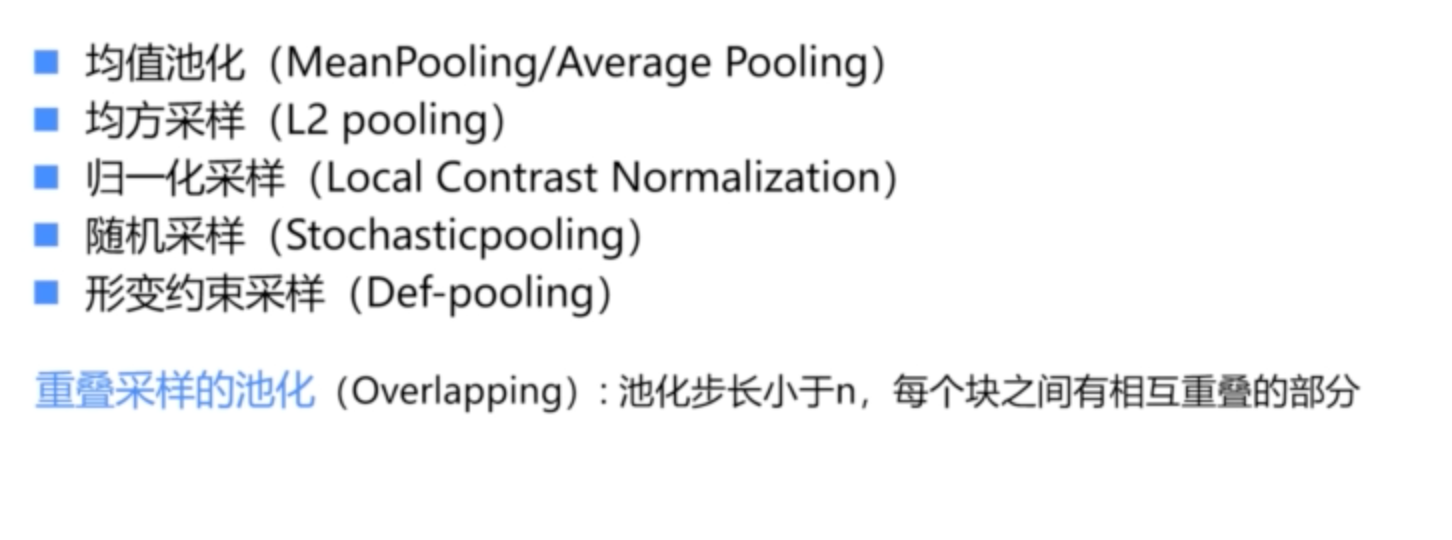 均值池化（MeanPooling/Average Pooling）
均方采样（L2 pooling）
归一化采样（Local Contrast Normalization）
随机采样（Stochasticpooling）
形变约束采样（Def-pooling）
重叠采样的池化（Overlapping）: 池化步长小于n，每个块之间有相互重叠的部分